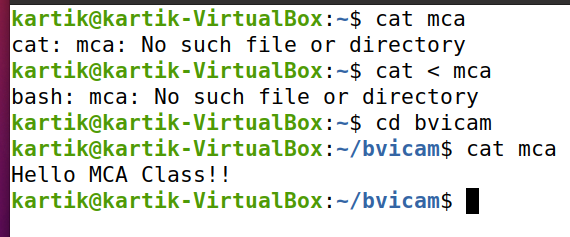 kartik@kartik-VirtualBox:~$ cat mca
cat: mca: No such file or directory
kartik@kartik-VirtualBox:~$ cat < mca
bash: mca: No such file or directory
kartik@kartik-VirtualBox:~$ cd bvicam
kartik@kartik-VirtualBox:~/bvicam$ cat mca
Hello MCA Class!!
kartik@kartik-VirtualBox:~/bvicam$